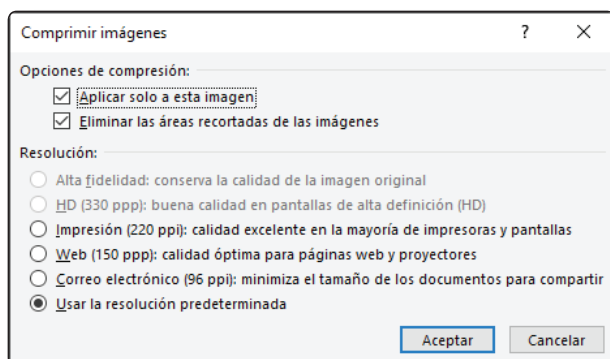 Comprimir imágenes
Opciones de compresión:
Aplicar solo a esta imagen
Eliminar las áreas recortadas de las imágenes
Resolución:
Alta fidelidad: conserva la calidad de la imagen original
HD (330 ppp): buena calidad en pantallas de alta definición (HD)
Impresión (220 ppi): calidad excelente en la mayoría de impresoras y pantallas
Web (150 ppp): calidad óptima para páginas web y proyectores
Correo electrónico (96 ppi): minimiza el tamaño de los documentos para compartir
Usar la resolución predeterminada
Aceptar Cancelar